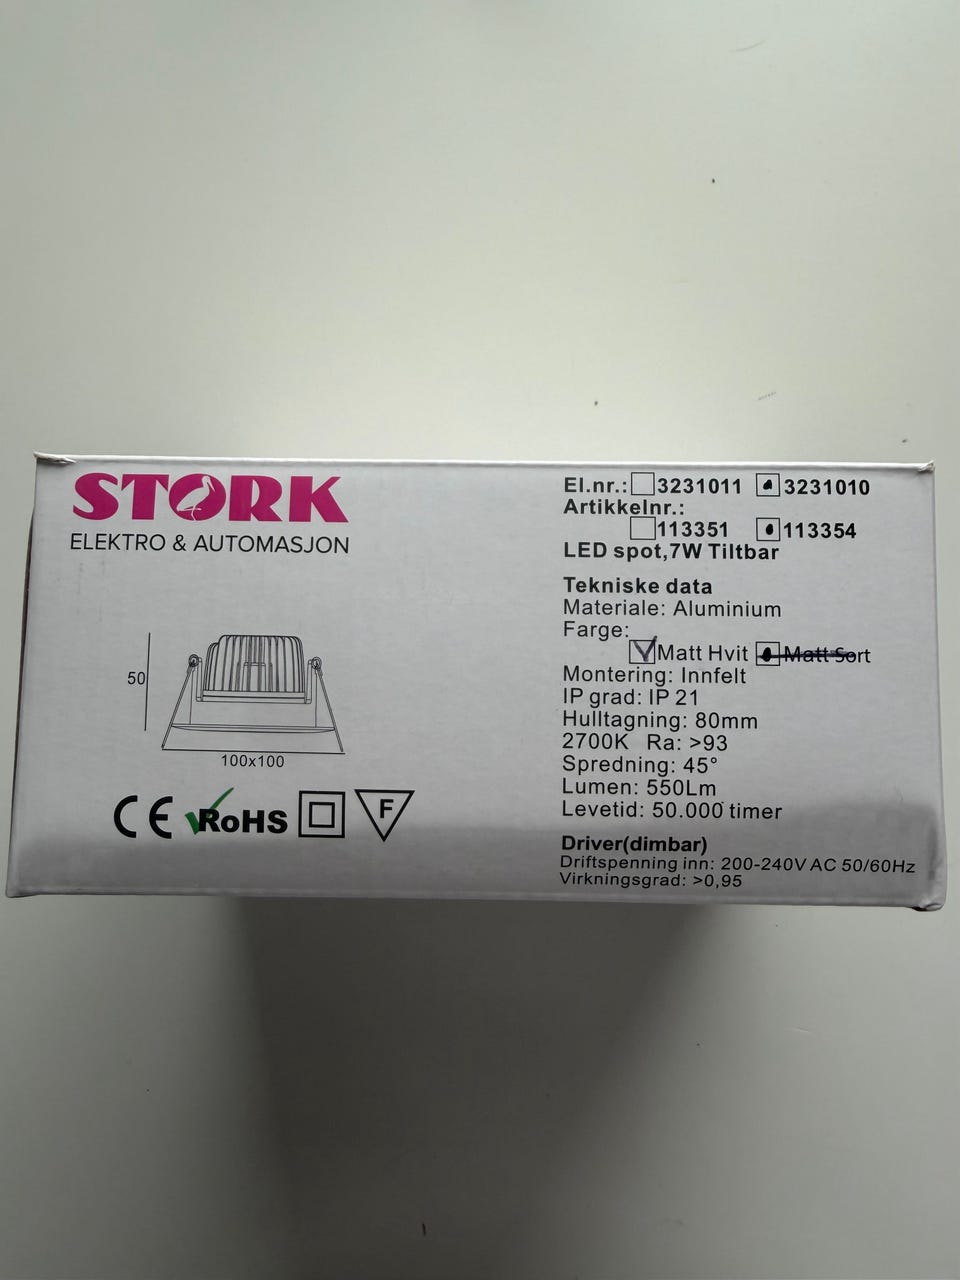 STORK
ELEKTRO & AUTOMASJON
50
100x100
CE RoHS F
El.nr.: 3231011 3231010
Artikkelnr.:
113351 113354
LED spot,7W Tiltbar
Tekniske data
Materiale: Aluminium
Farge:
Matt Hvit Matt Sort
Montering: Innfelt
IP grad: IP 21
Hulltagning: 80mm
2700K Ra: >93
Spredning: 45°
Lumen: 550Lm
Levetid: 50.000 timer
Driver(dimbar)
Driftspenning inn: 200-240V AC 50/60Hz
Virkningsgrad: >0,95